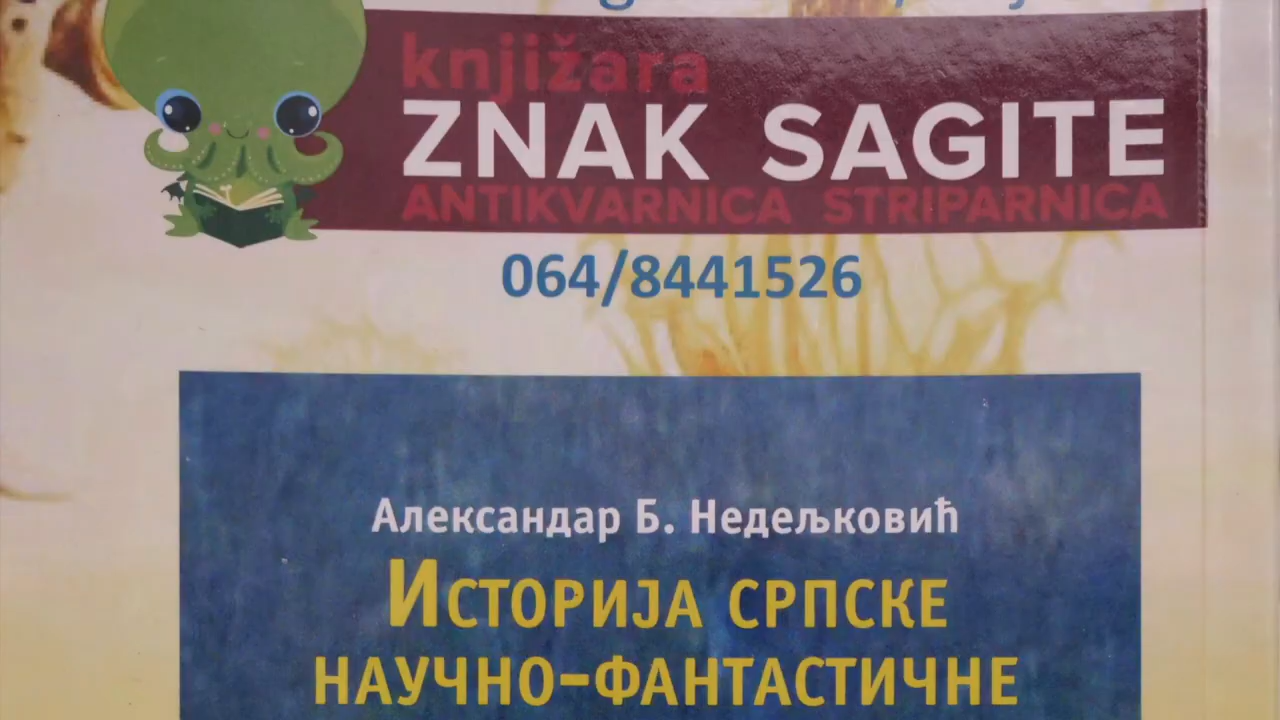 knjižara
ZNAK SAGITE
ANTIKVARNICA STRIPARNICA
064/8441526
Александар Б. Недељковић
ИСТОРИЈА СРПСКЕ
НАУЧНО-ФАНТАСТИЧНЕ